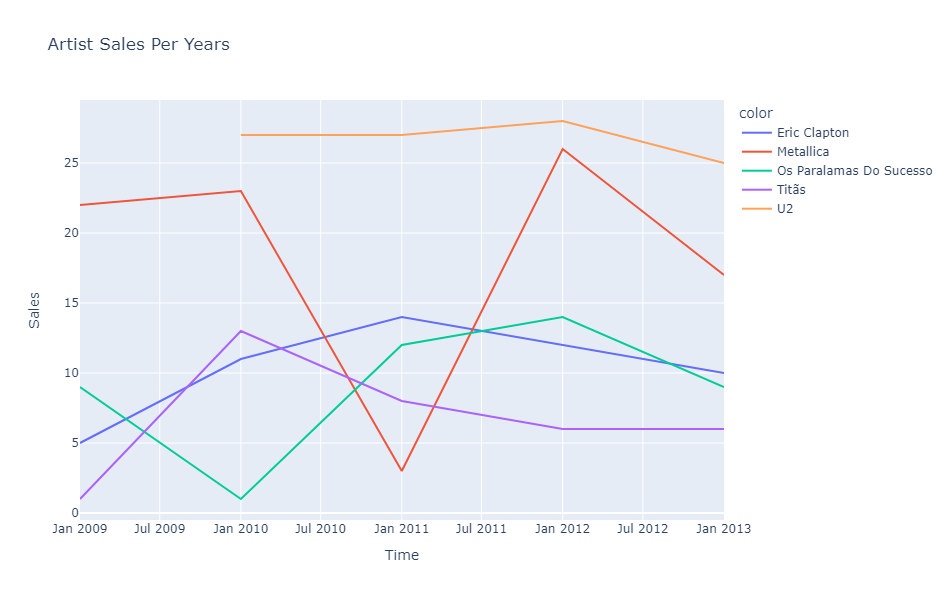 Artist Sales Per Years
color
Eric Clapton
Metallica
Os Paralamas Do Sucesso
Titãs
U2
Sales
25
20
15
10
5
0
Jan 2009 Jul 2009 Jan 2010 Jul 2010 Jan 2011 Jul 2011 Jan 2012 Jul 2012 Jan 2013
Time